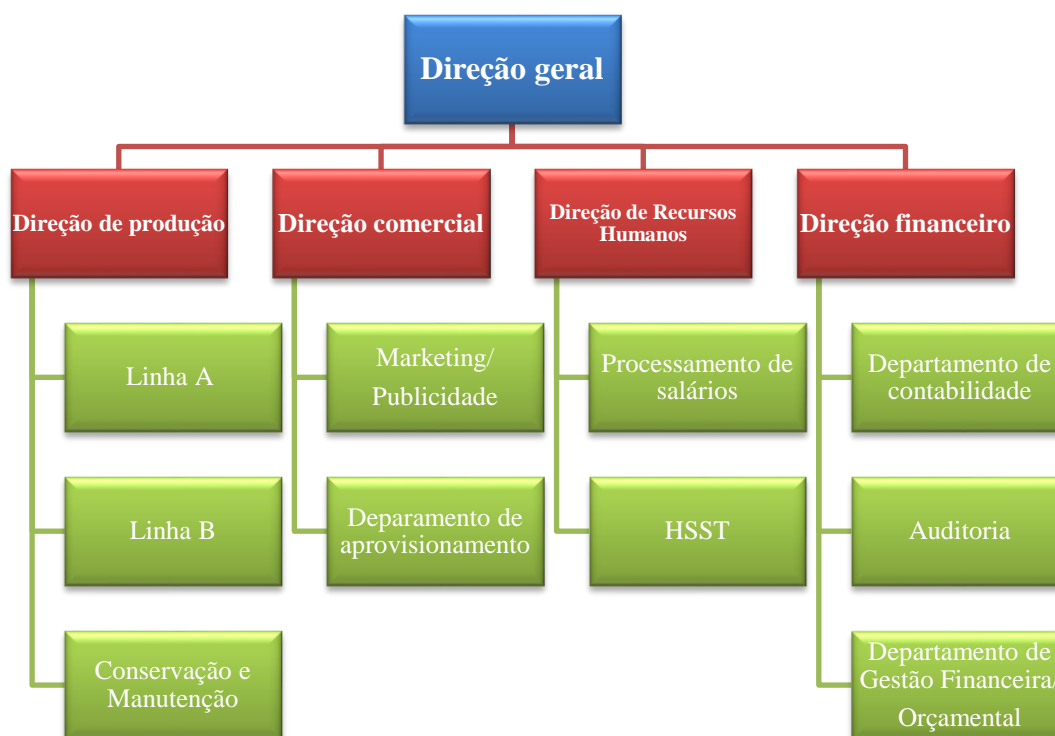 Direção geral
Direção de produção
Direção comercial
Direção de Recursos
Humanos
Direção financeiro
Linha A
Marketing/
Publicidade
Processamento de
salários
Departamento de
contabilidade
Linha B
Deparamento de
aprovisionamento
HSST
Auditoria
Conservação e
Manutenção
Departamento de
Gestão Financeira/
Orçamental